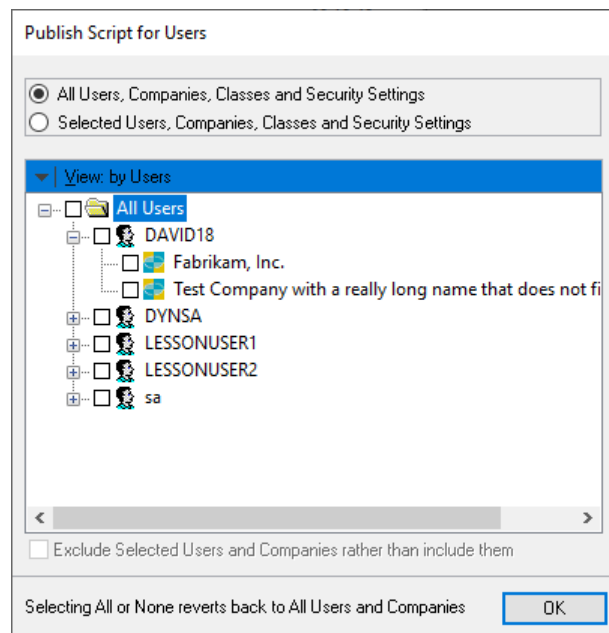 Publish Script for Users
All Users, Companies, Classes and Security Settings
Selected Users, Companies, Classes and Security Settings
View: by Users
All Users
DAVID18
Fabrikam, Inc.
Test Company with a really long name that does not fi
DYNSA
LESSONUSER1
LESSONUSER2
sa
Exclude Selected Users and Companies rather than include them
Selecting All or None reverts back to All Users and Companies
OK